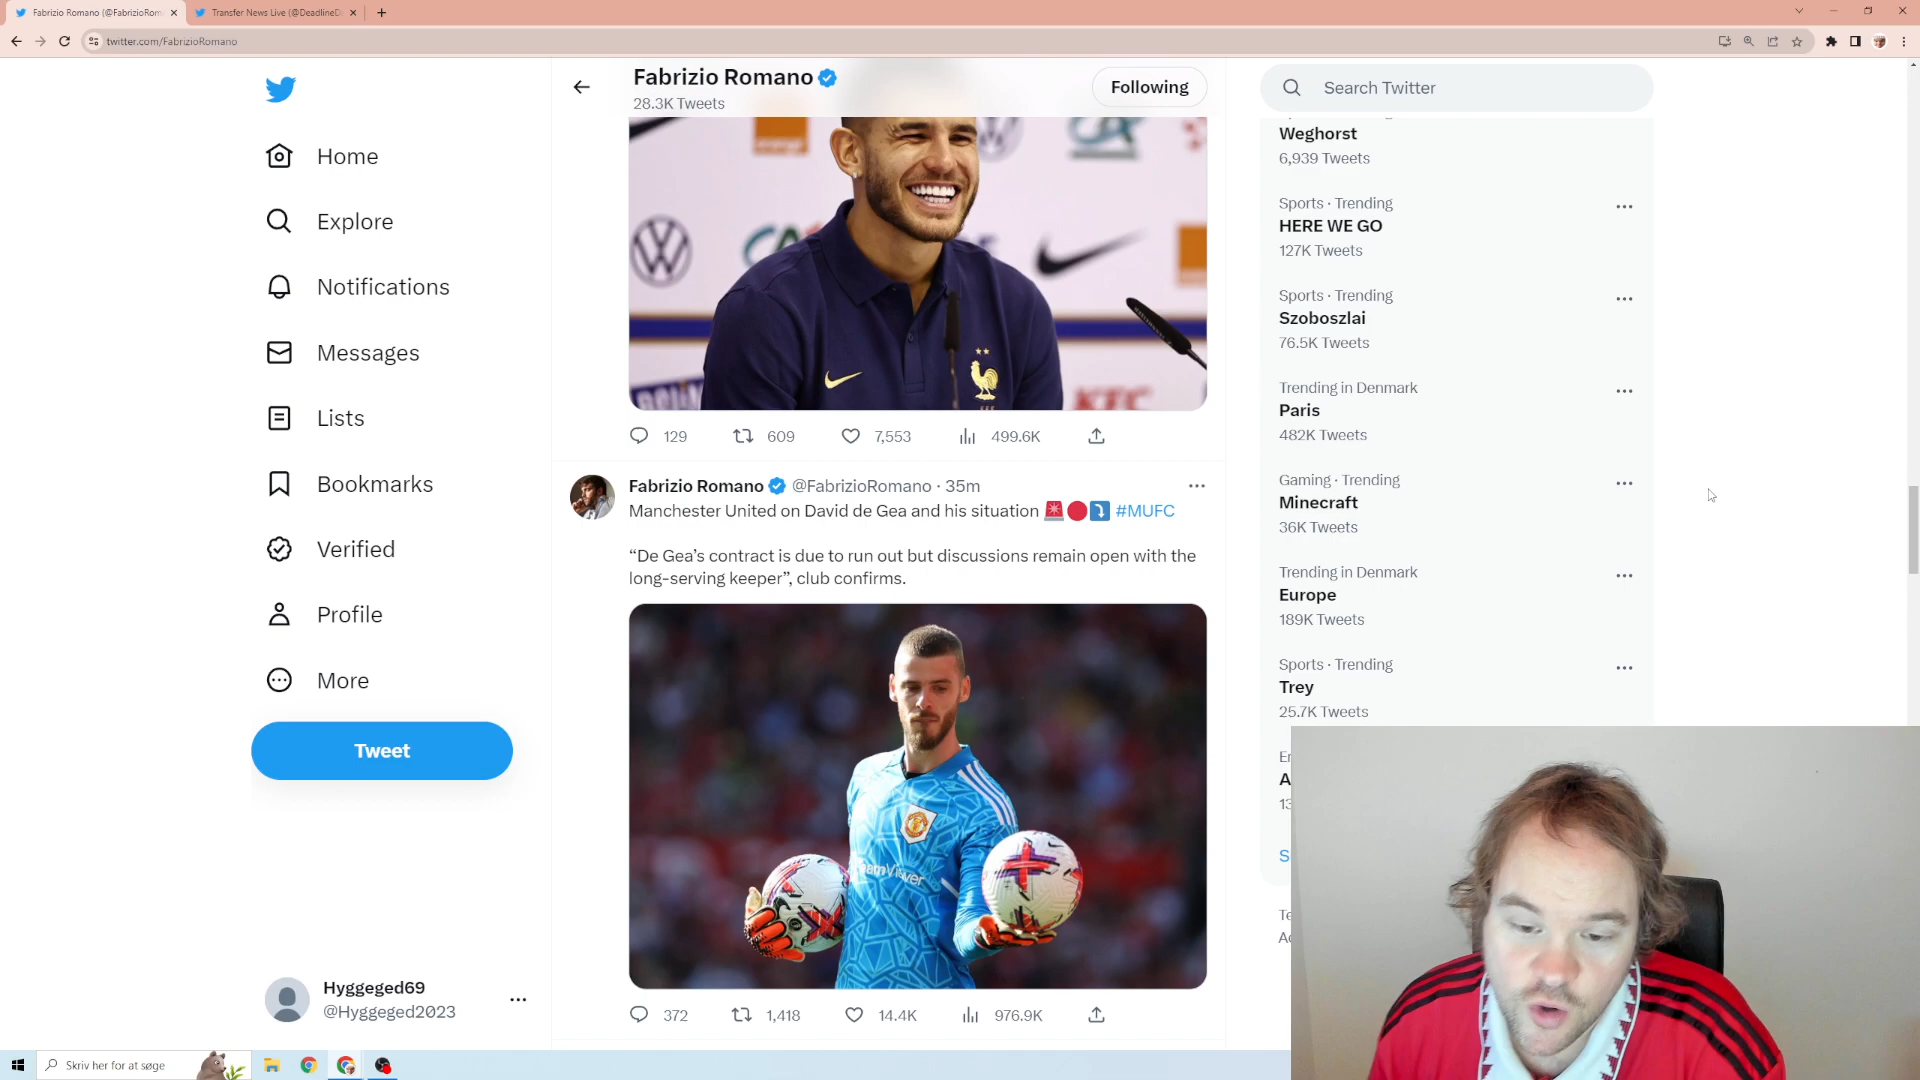 Fabrizio Romano (@FabrizioRom
Transfer News Live (@DeadlineD
twitter.com/FabrizioRomano
Home
Explore
Notifications
Messages
Lists
Bookmarks
Verified
Profile
More
Tweet
Hyggeged69
@Hyggeged2023
Fabrizio Romano
28.3K Tweets
Following
KFC
129
609
7,553
499.6K
Fabrizio Romano @FabrizioRomano · 35m
Manchester United on David de Gea and his situation 🚨🔴⤵️ #MUFC
“De Gea’s contract is due to run out but discussions remain open with the
long-serving keeper”, club confirms.
TeamViewer
372
1,418
14.4K
976.9K
Search Twitter
Weghorst
6,939 Tweets
Sports · Trending
HERE WE GO
127K Tweets
Sports · Trending
Szoboszlai
76.5K Tweets
Trending in Denmark
Paris
482K Tweets
Gaming · Trending
Minecraft
36K Tweets
Trending in Denmark
Europe
189K Tweets
Sports · Trending
Trey
25.7K Tweets
Skriv her for at søge